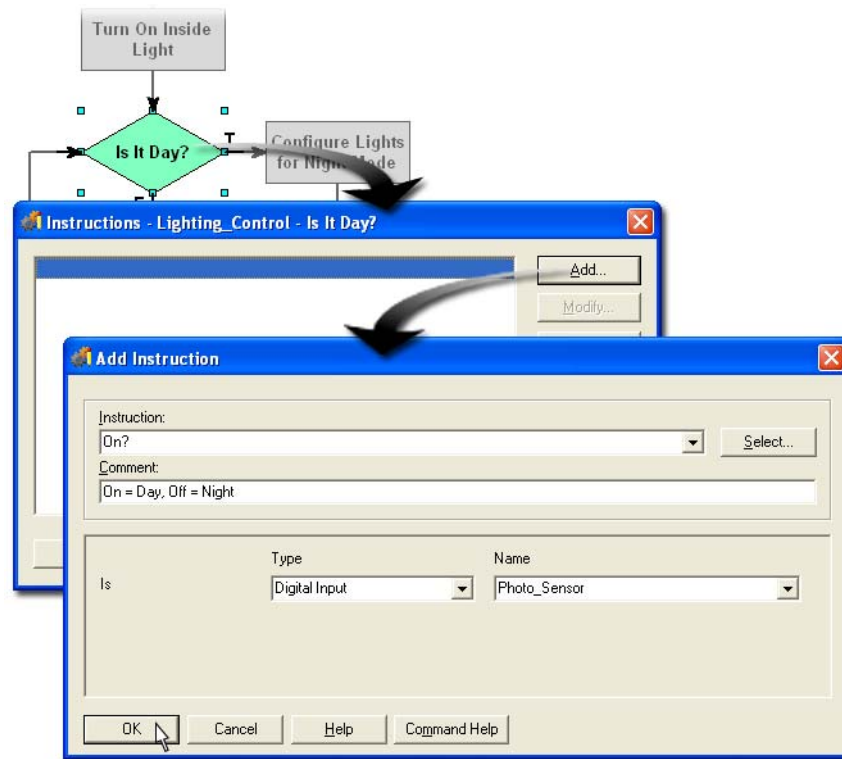 Turn On Inside
Light
Is It Day?
T
Configure Lights
for Night Mode
F
Instructions - Lighting_Control - Is It Day?
Add...
Modify...
Add Instruction
Instruction:
On?
Select...
Comment:
On = Day, Off = Night
Type
Name
Is
Digital Input
Photo_Sensor
OK
Cancel
Help
Command Help